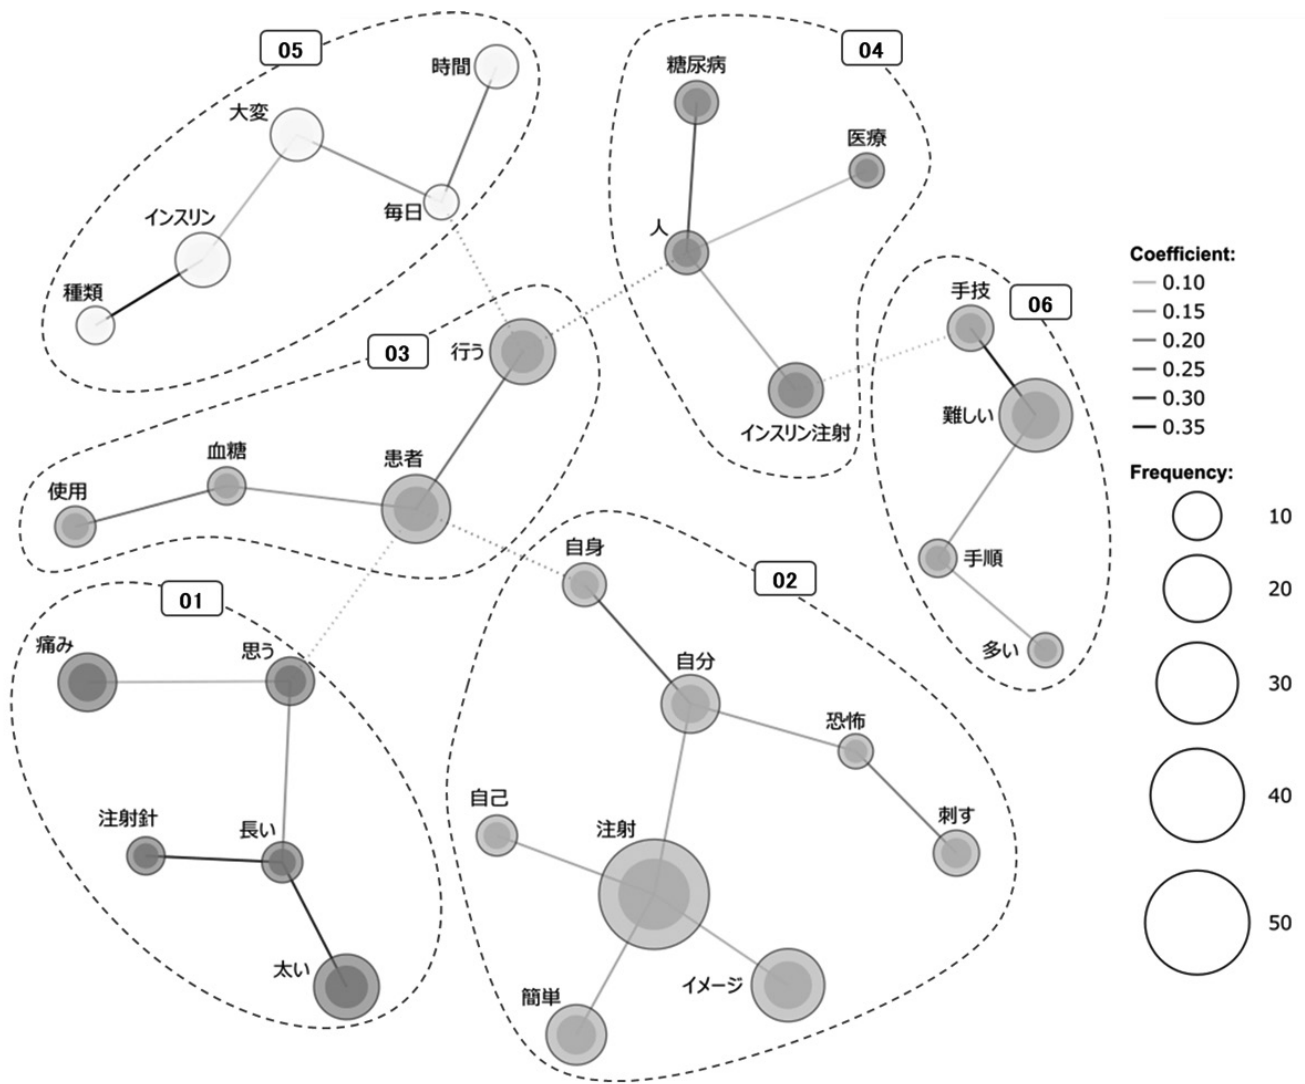 05
時間
大変
毎日
インスリン
種類
04
糖尿病
医療
人
インスリン注射
06
手技
難しい
手順
多い
03
行う
患者
血糖
使用
01
痛み
思う
注射針
長い
太い
02
自身
自分
恐怖
刺す
自己
注射
イメージ
簡単
Coefficient:
0.10
0.15
0.20
0.25
0.30
0.35
Frequency:
10
20
30
40
50